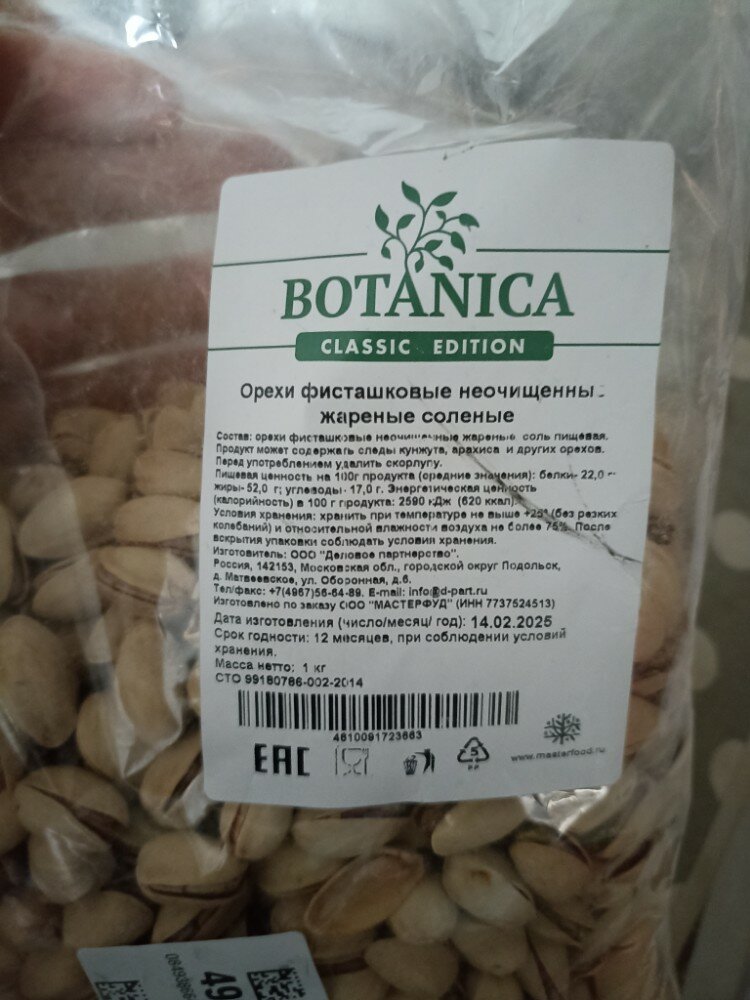 BOTANICA
CLASSIC EDITION
Орехи фисташковые неочищенны
жареные соленые
Состав: орехи фисташковые неочищенные жареные соль пищевая.
Продукт может содержать следы кунжута, арахиса и других орехов.
Перед употреблением удалить скорлупу.
Пищевая ценность на 100г продукта (средние значения): белки- 22,0 г
жиры- 52,0 г; углеводы- 17,0 г. Энергетическая ценность
(калорийность) в 100 г продукта: 2590 кДж (620 ккал).
Условия хранения: хранить при температуре не выше +25° (без резких
колебаний) и относительной влажности воздуха не более 75%. После
вскрытия упаковки соблюдать условия хранения.
Изготовитель: ООО "Деловое партнерство".
Россия, 142153, Московская обл., городской округ Подольск,
д. Матвеевское, ул. Оборонная, д.6.
Тел/факс: +7(4967)56-64-89. E-mail: info@d-part.ru
Изготовлено по заказу ООО "МАСТЕРФУД" (ИНН 7737524513)
Дата изготовления (число/месяц/ год): 14.02.2025
Срок годности: 12 месяцев, при соблюдении условий
хранения.
Масса нетто: 1 кг
СТО 99180786-002-2014
4610091723663
EAC
5
PP
www.masterfood.ru
49